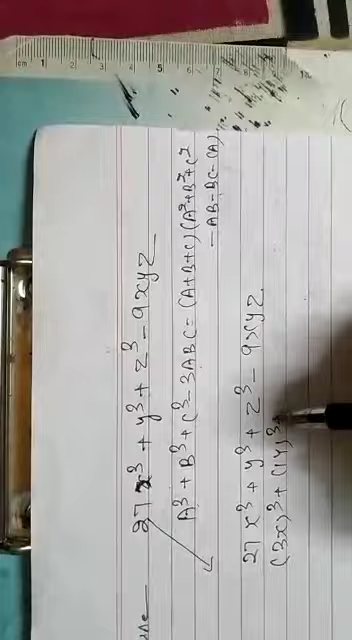 27x³ + y³ + z³ - 9xyz
A³ + B³ + C³ - 3ABC = (A+B+C) (A²+B²+C²
- AB - BC - CA)
27x³ + y³ + z³ - 9xyz
(3x)³ + (1y)³+